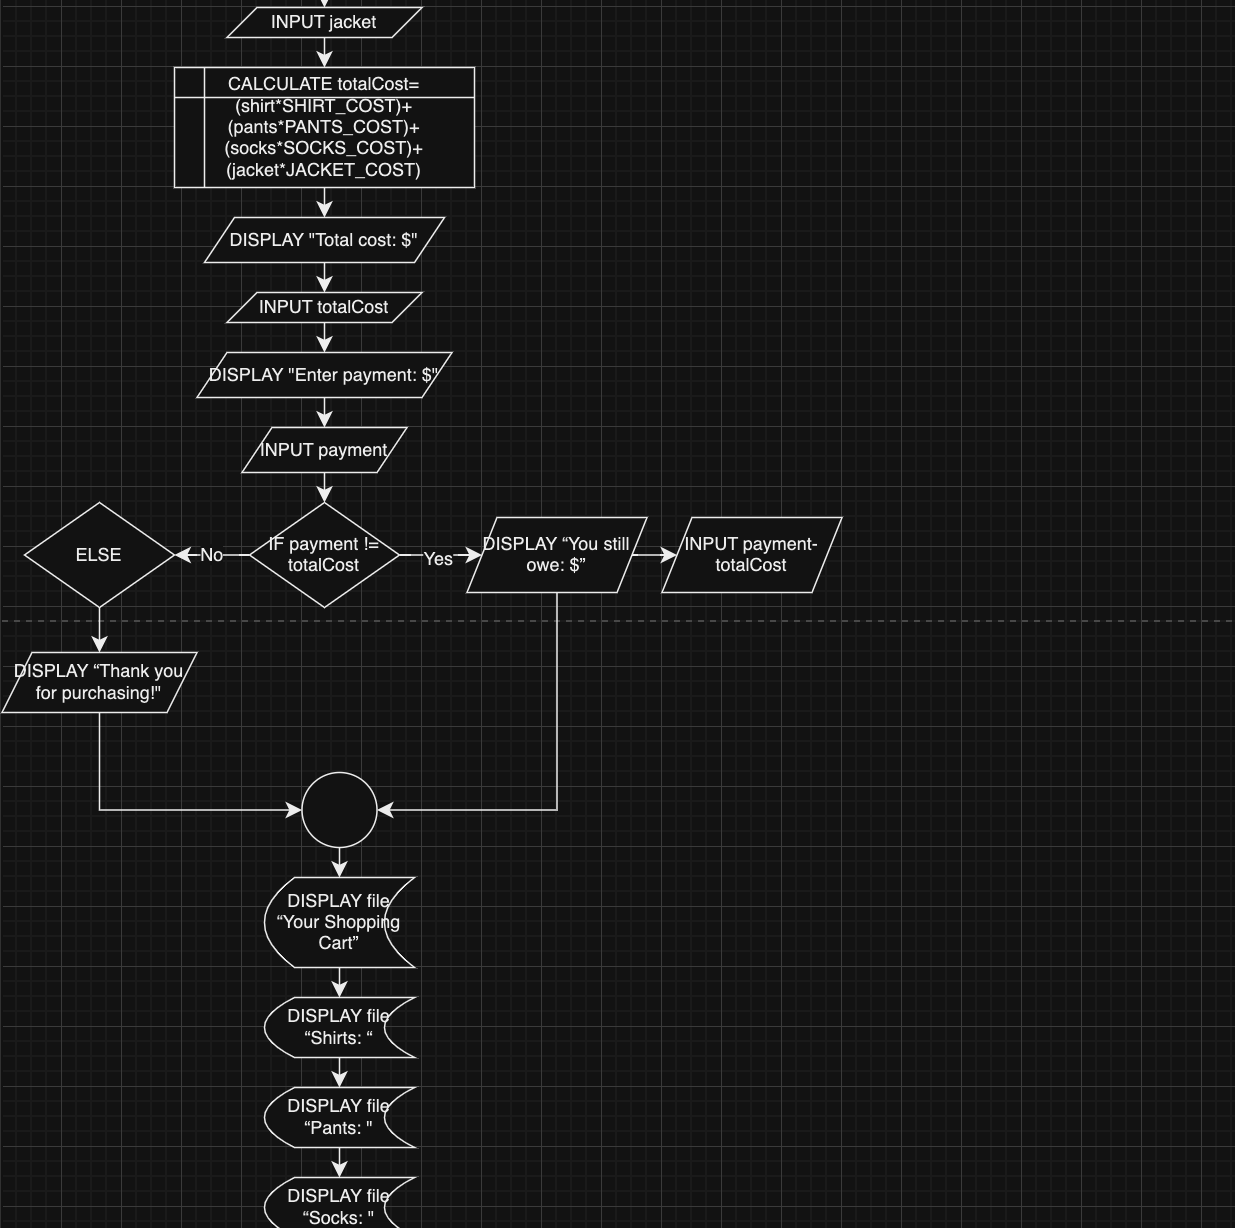 INPUT jacket
CALCULATE totalCost=
(shirt*SHIRT_COST)+
(pants*PANTS_COST)+
(socks*SOCKS_COST)+
(jacket*JACKET_COST)
DISPLAY "Total cost: $"
INPUT totalCost
DISPLAY "Enter payment: $"
INPUT payment
ELSE
No
IF payment !=
totalCost
Yes
DISPLAY “You still
owe: $”
INPUT payment-
totalCost
DISPLAY “Thank you
for purchasing!"
DISPLAY file
“Your Shopping
Cart”
DISPLAY file
“Shirts: “
DISPLAY file
“Pants: "
DISPLAY file
“Socks: "